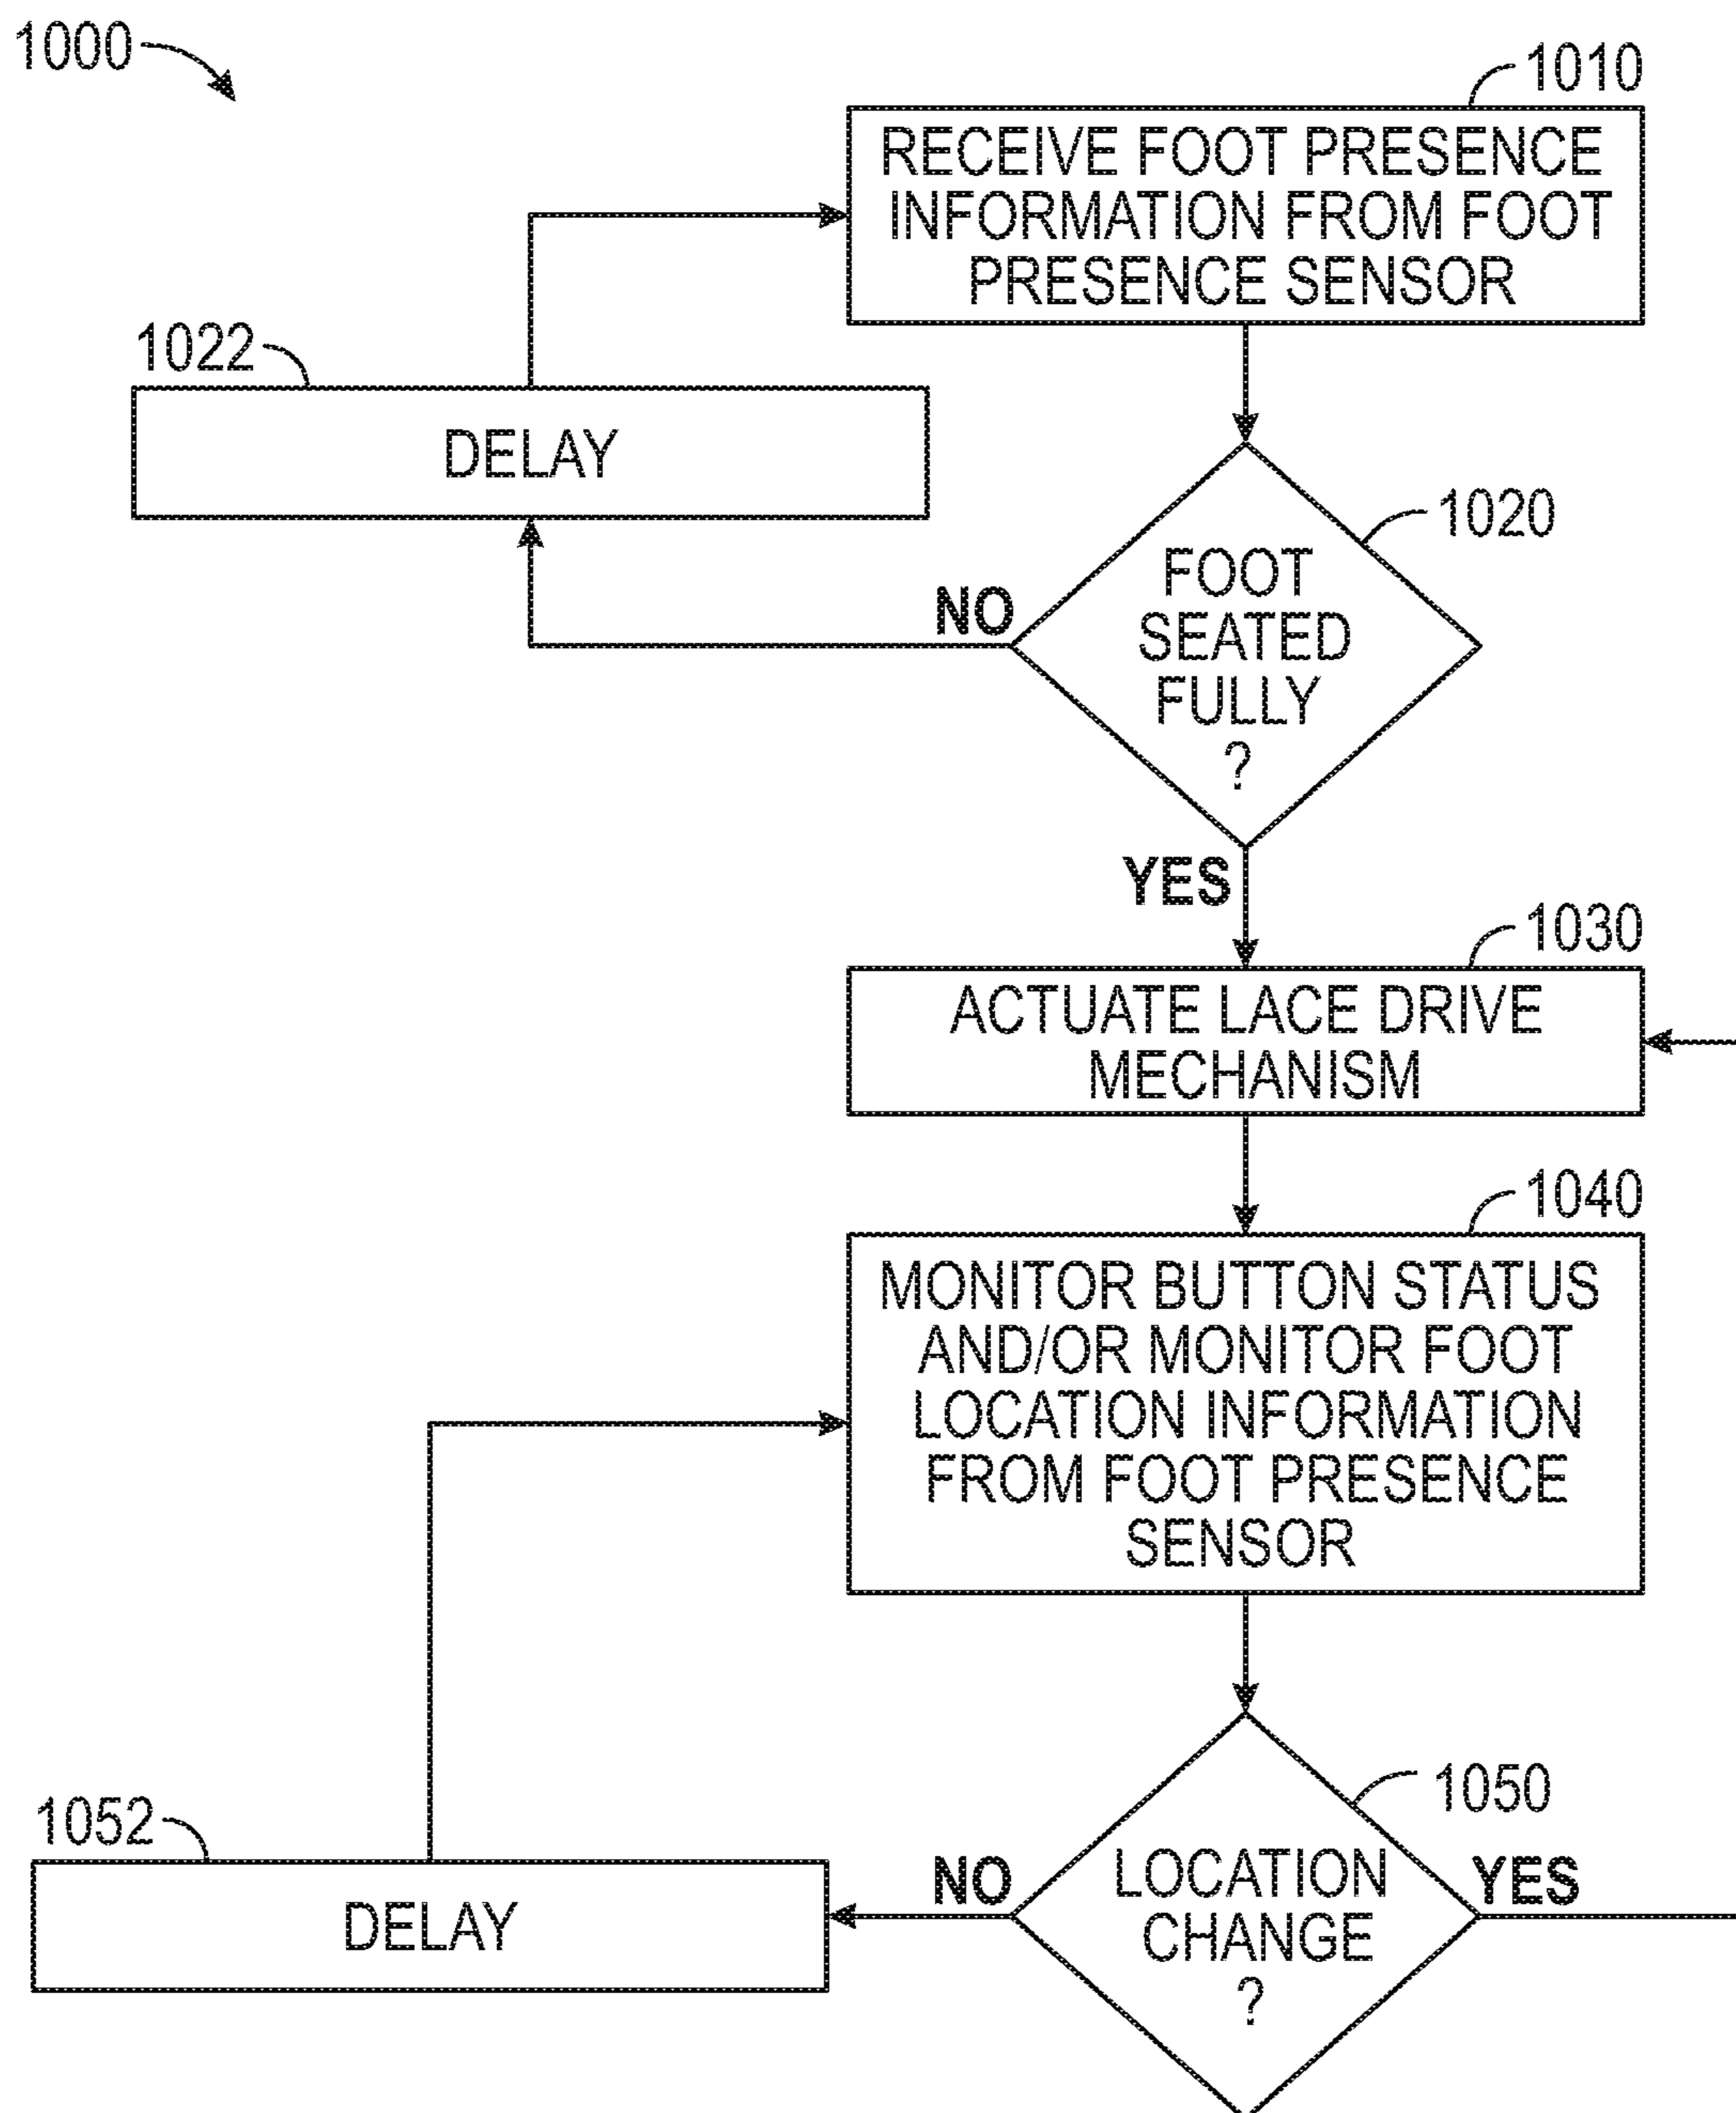 1000
1010
RECEIVE FOOT PRESENCE
INFORMATION FROM FOOT
PRESENCE SENSOR
1022
DELAY
1020
FOOT
SEATED
FULLY
?
NO
YES
1030
ACTUATE LACE DRIVE
MECHANISM
1040
MONITOR BUTTON STATUS
AND/OR MONITOR FOOT
LOCATION INFORMATION
FROM FOOT PRESENCE
SENSOR
1050
LOCATION
CHANGE
?
NO
YES
1052
DELAY